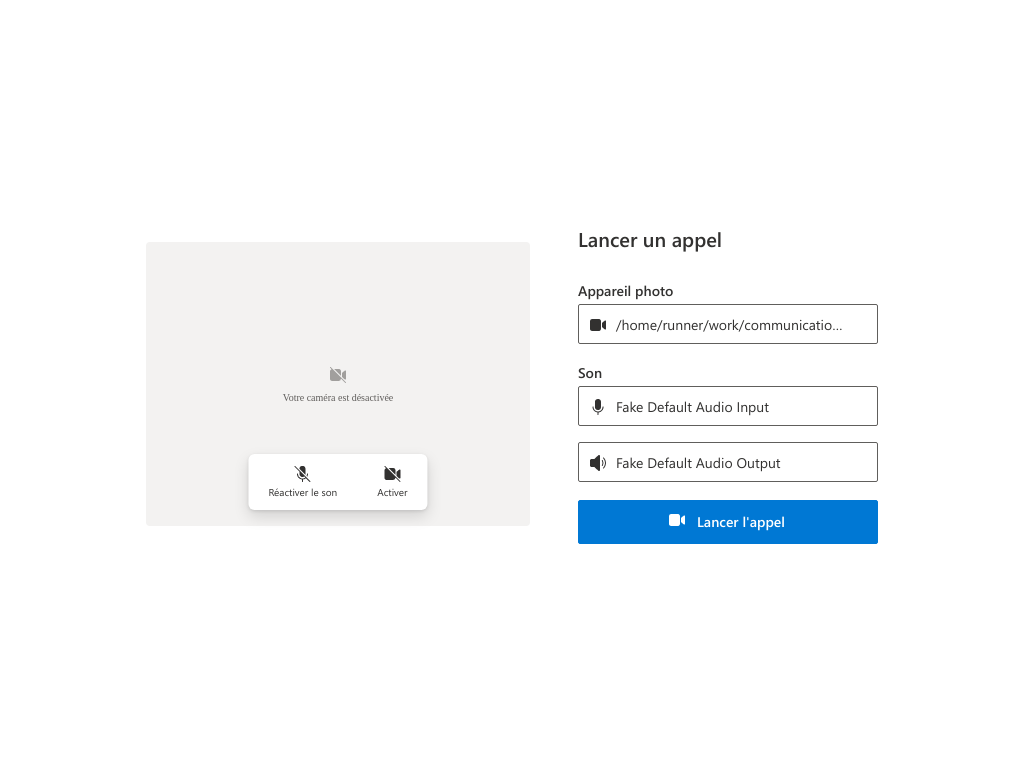 Lancer un appel
Appareil photo
/home/runner/work/communicatio...
Son
Fake Default Audio Input
Fake Default Audio Output
Lancer l'appel
Votre caméra est désactivée
Réactiver le son
Activer